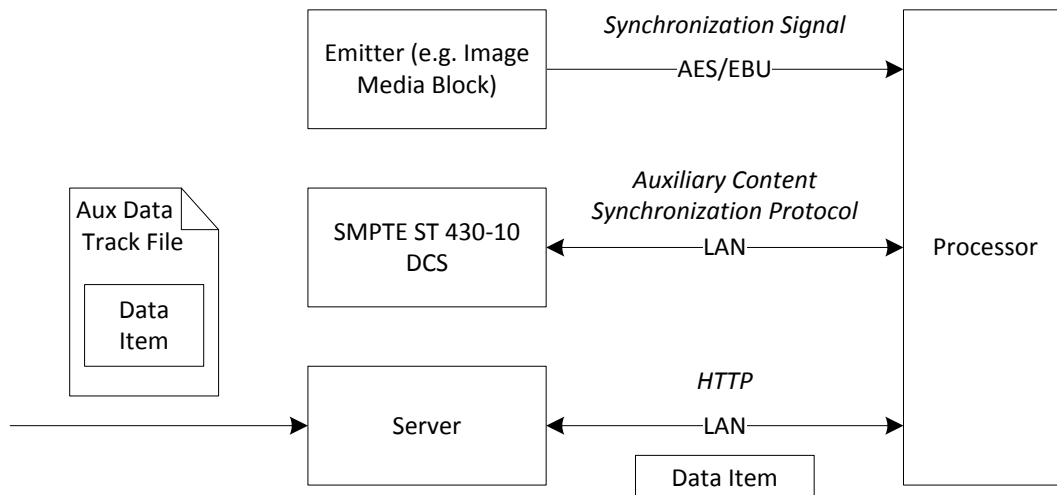 Emitter (e.g. Image
Media Block)
Synchronization Signal
AES/EBU
Aux Data
Track File
Data
Item
SMPTE ST 430-10
DCS
Auxiliary Content
Synchronization Protocol
LAN
Processor
Server
HTTP
LAN
Data Item